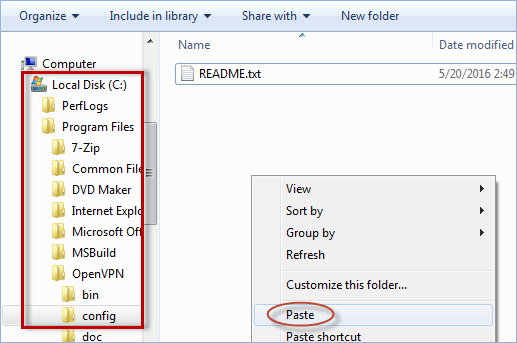 Organize Include in library Share with New folder
Computer
Local Disk (C:)
PerfLogs
Program Files
7-Zip
Common File
DVD Maker
Internet Explo
Microsoft Off
MSBuild
OpenVPN
bin
config
doc
Name Date modified
README.txt 5/20/2016 2:49
View
Sort by
Group by
Refresh
Customize this folder...
Paste
Paste shortcut